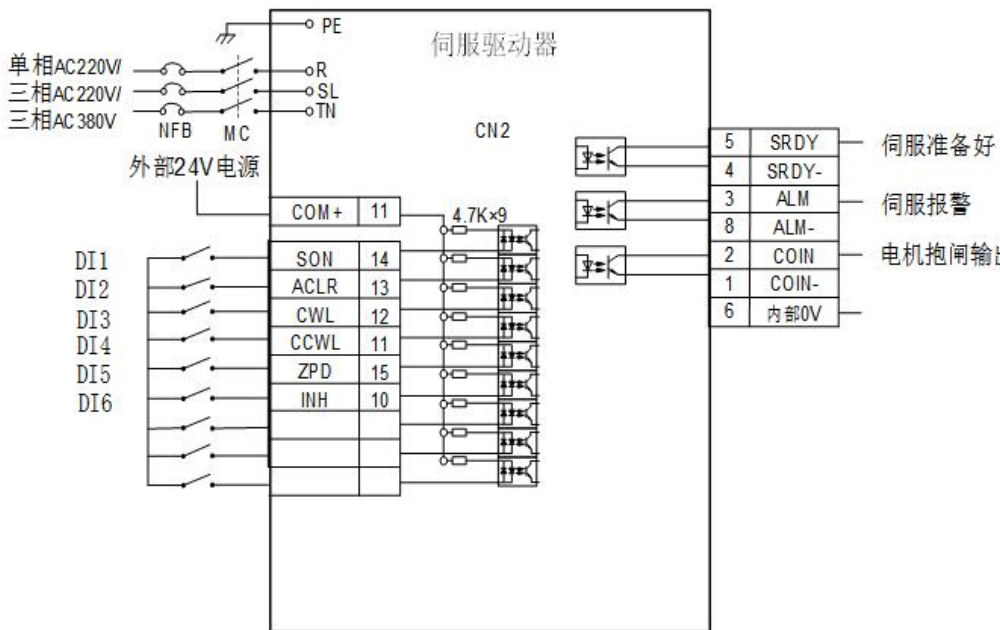 PE
伺服驱动器
单相AC220V/
三相AC220V/
三相AC380V
R
SL
TN
NFB
MC
CN2
外部24V电源
COM+ 11
4.7K×9
DI1 SON 14
DI2 ACLR 13
DI3 CWL 12
DI4 CCWL 11
DI5 ZPD 15
DI6 INH 10
5 SRDY 伺服准备好
4 SRDY-
3 ALM 伺服报警
8 ALM-
2 COIN 电机抱闸输出
1 COIN-
6 内部0V